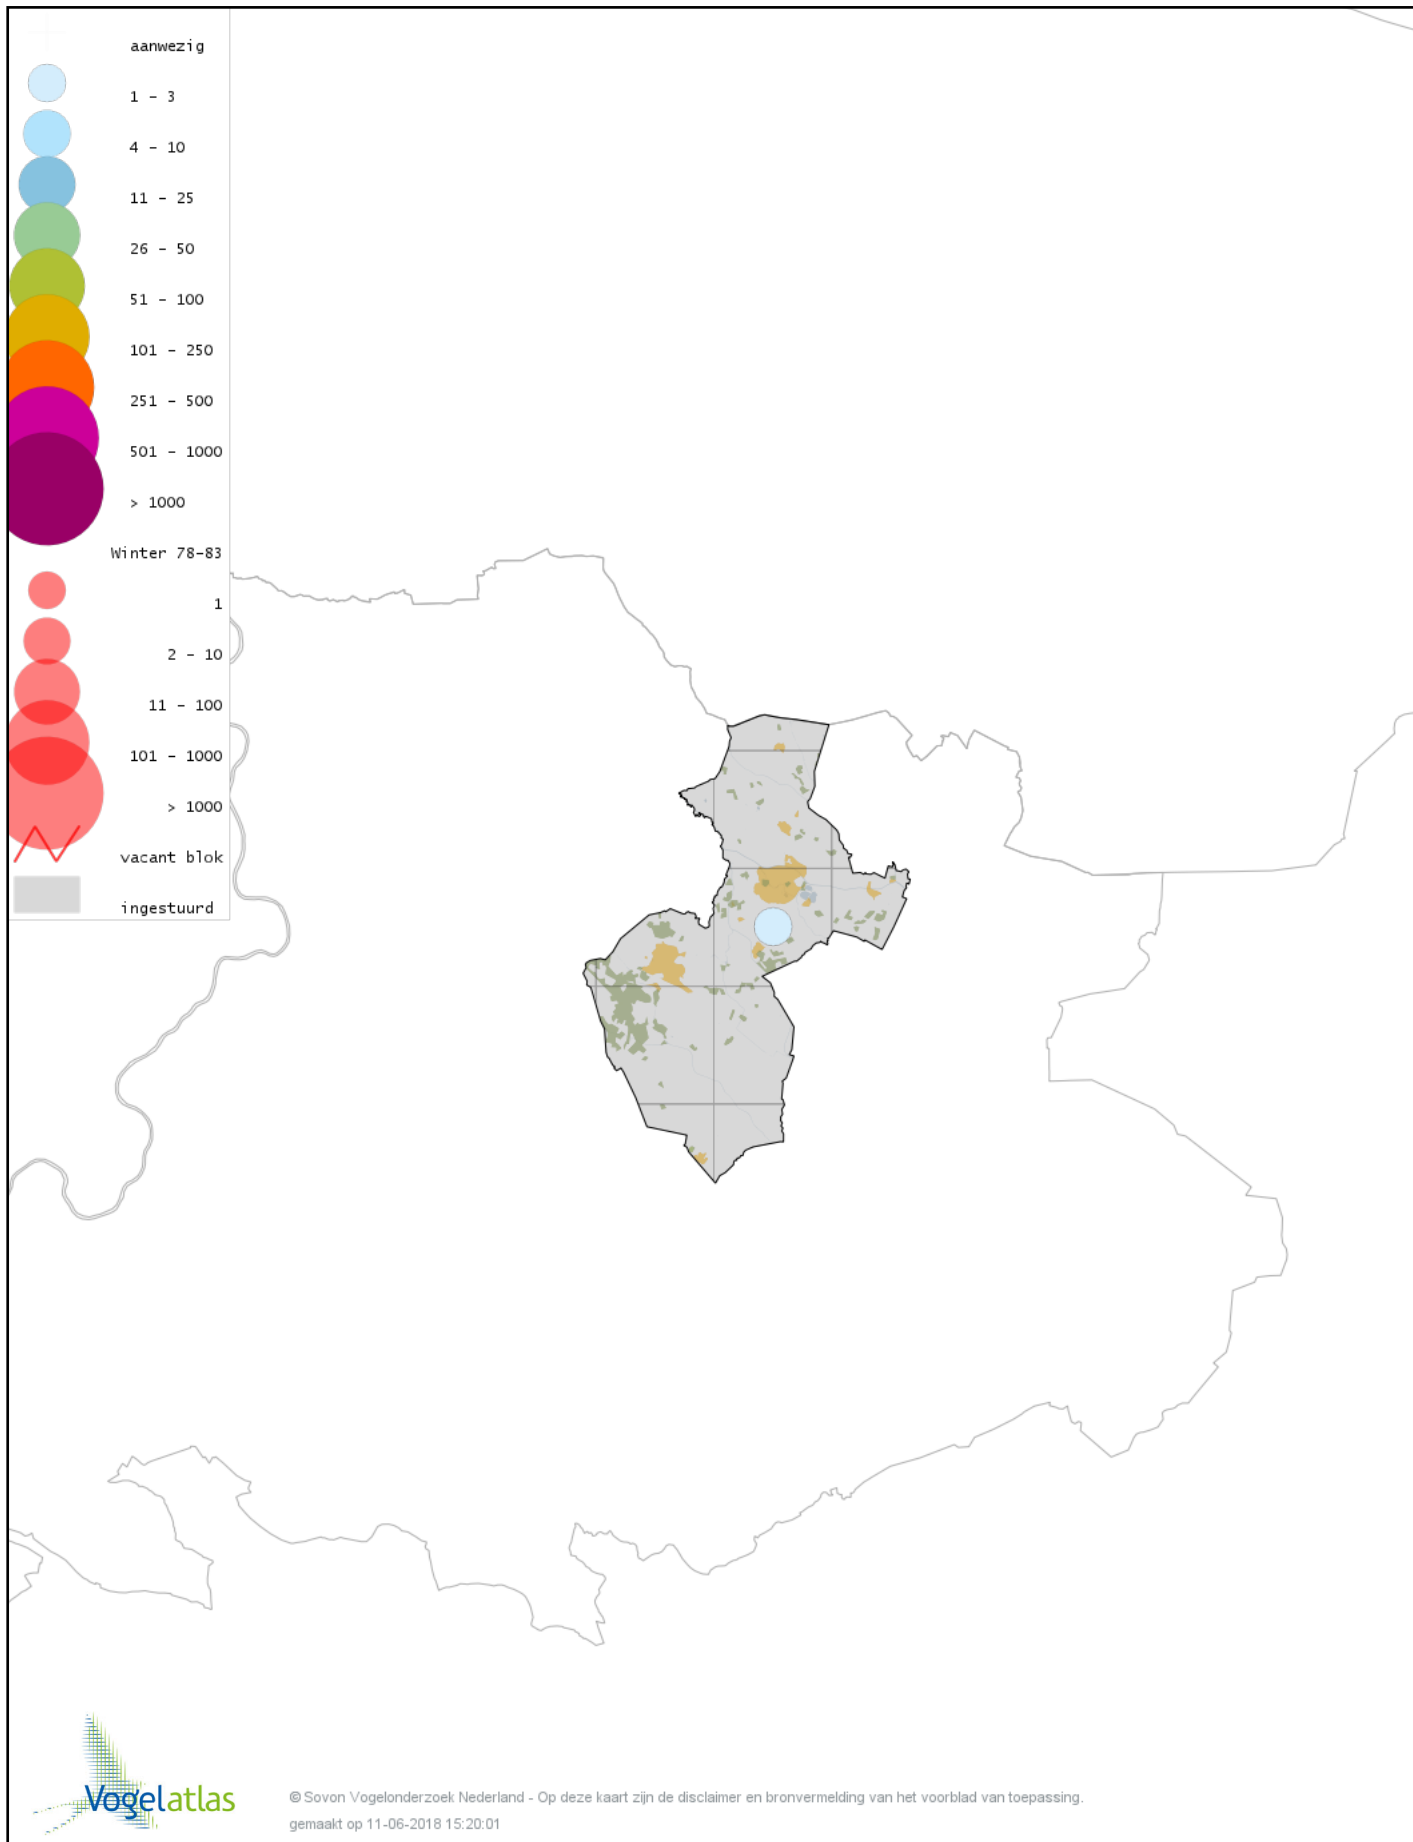 aanwezig
1 - 3
4 - 10
11 - 25
26 - 50
51 - 100
101 - 250
251 - 500
501 - 1000
> 1000
Winter 78-83
1
2 - 10
11 - 100
101 - 1000
> 1000
vacant blok
ingestuurd
Vogelatlas
© Sovon Vogelonderzoek Nederland - Op deze kaart zijn de disclaimer en bronvermelding van het voorblad van toepassing.
gemaakt op 11-06-2018 15:20:01